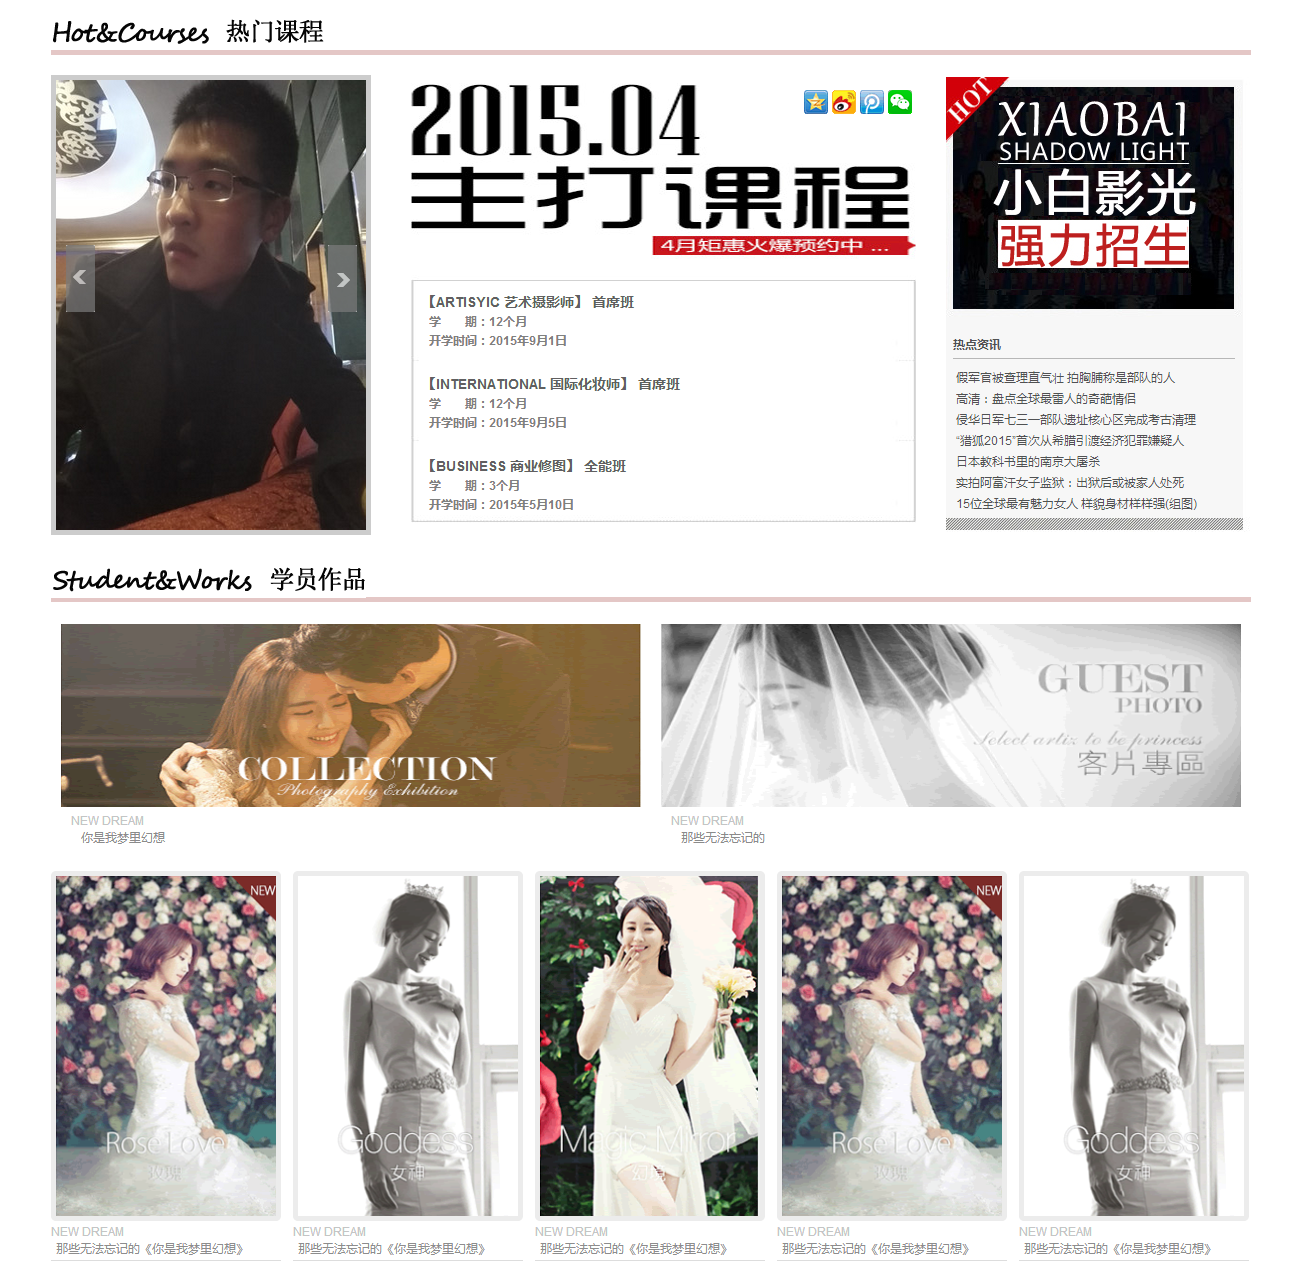 Hot&Courses 热门课程
2015.04
主打课程
4月矩惠火爆预约中 ...
【ARTISYIC 艺术摄影师】 首席班
学 期：12个月
开学时间：2015年9月1日
【INTERNATIONAL 国际化妆师】 首席班
学 期：12个月
开学时间：2015年9月5日
【BUSINESS 商业修图】 全能班
学 期：3个月
开学时间：2015年5月10日
HOT
XIAOBAI
SHADOW LIGHT
小白影光
强力招生
热点资讯
假军官被查理直气壮 拍胸脯称是部队的人
高清：盘点全球最雷人的奇葩情侣
侵华日军七三一部队遗址核心区完成考古清理
“猎狐2015”首次从希腊引渡经济犯罪嫌疑人
日本教科书里的南京大屠杀
实拍阿富汗女子监狱：出狱后或被家人处死
15位全球最有魅力女人 样貌身材样样强(组图)
Student&Works 学员作品
COLLECTION
Photography Exhibition
NEW DREAM
你是我梦里幻想
GUEST
PHOTO
Select artiz to be princess
客片專區
NEW DREAM
那些无法忘记的
NEW
Rose Love
玫瑰
NEW DREAM
那些无法忘记的《你是我梦里幻想》
Goddess
女神
NEW DREAM
那些无法忘记的《你是我梦里幻想》
Magic Mirror
幻境
NEW DREAM
那些无法忘记的《你是我梦里幻想》
NEW
Rose Love
玫瑰
NEW DREAM
那些无法忘记的《你是我梦里幻想》
Goddess
女神
NEW DREAM
那些无法忘记的《你是我梦里幻想》